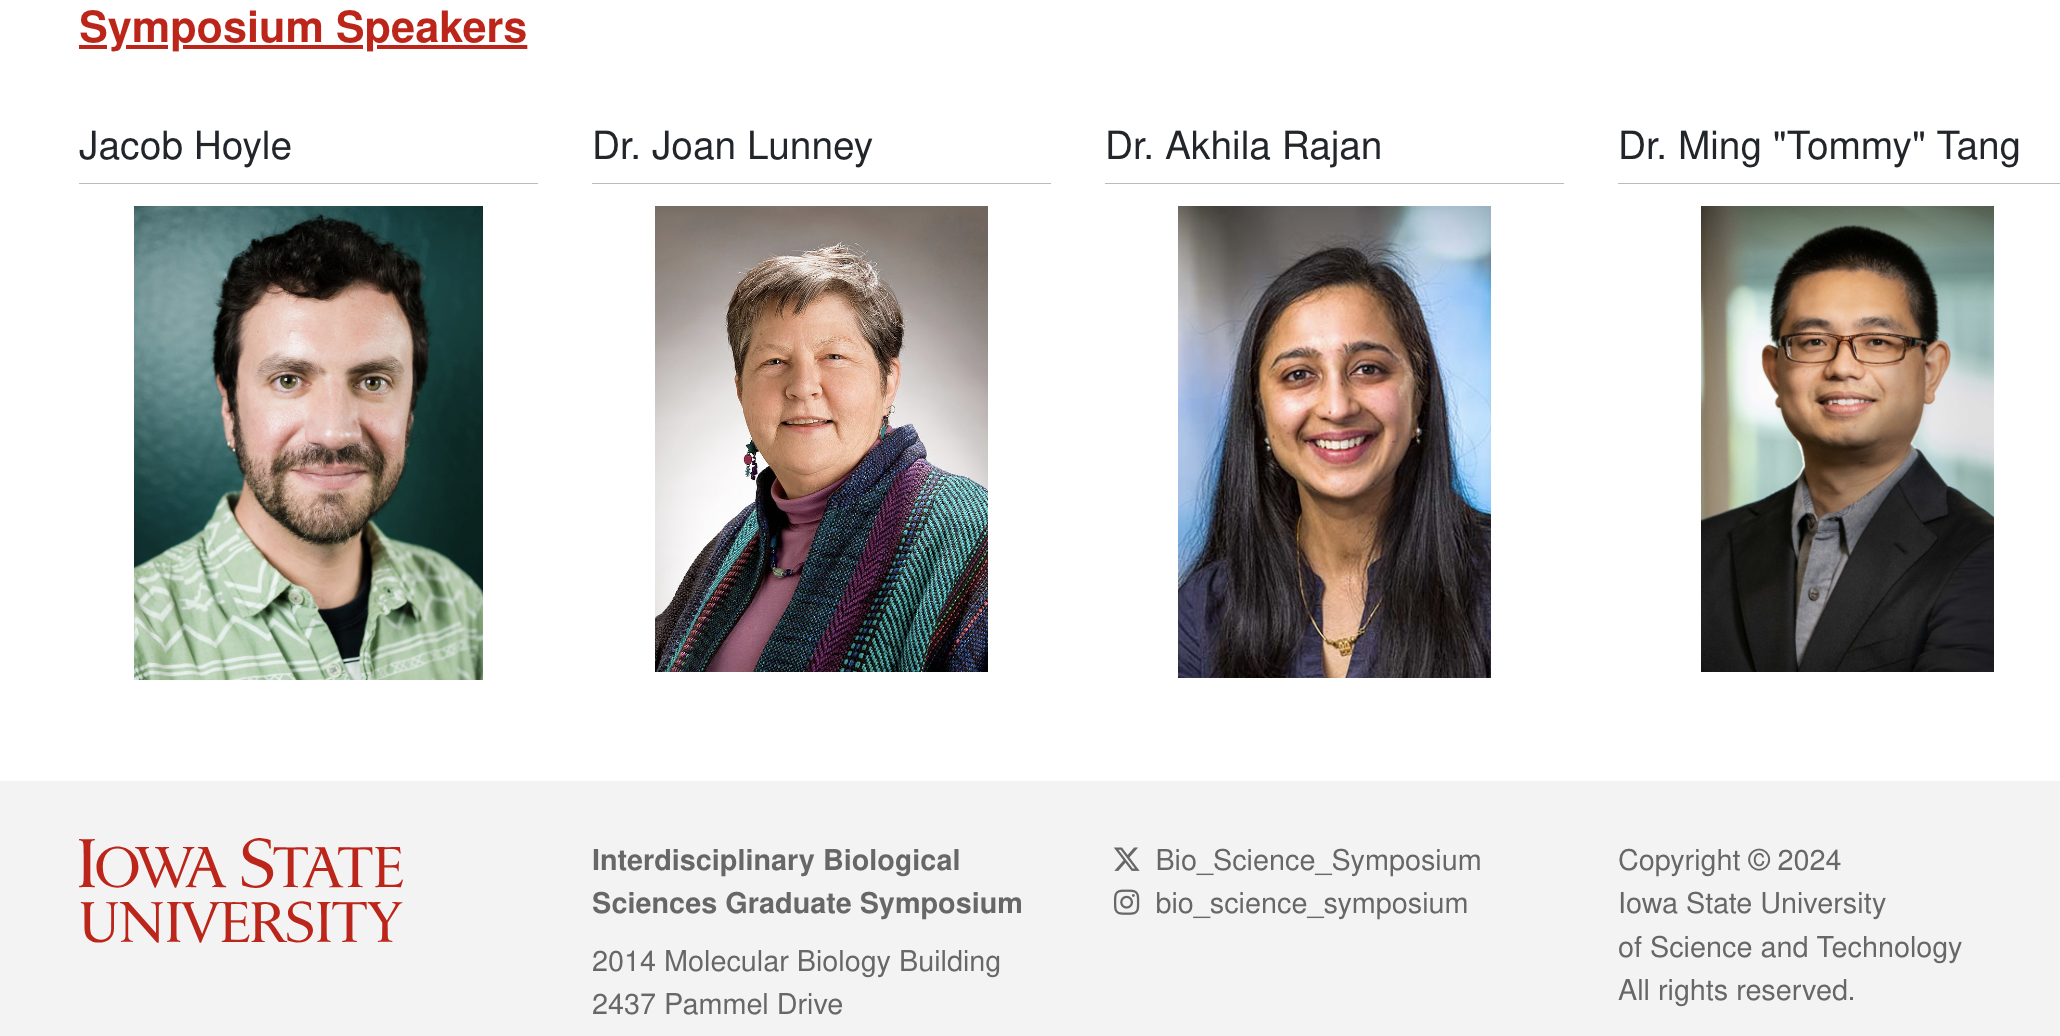 Symposium Speakers
Jacob Hoyle
Dr. Joan Lunney
Dr. Akhila Rajan
Dr. Ming "Tommy" Tang
IOWA STATE
UNIVERSITY
Interdisciplinary Biological
Sciences Graduate Symposium
2014 Molecular Biology Building
2437 Pammel Drive
Bio_Science_Symposium
bio_science_symposium
Copyright © 2024
Iowa State University
of Science and Technology
All rights reserved.